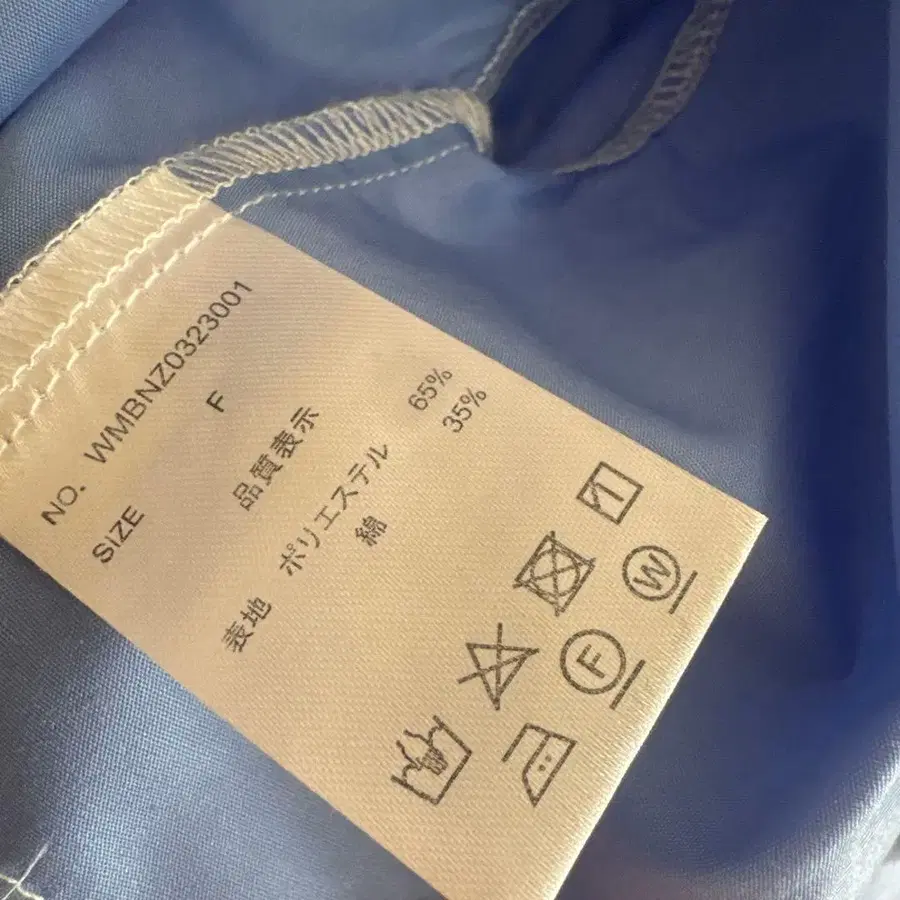 NO. WMBNZ0323001
SIZE F
品質表示
表地 ポリエステル 65%
綿 35%
W
F